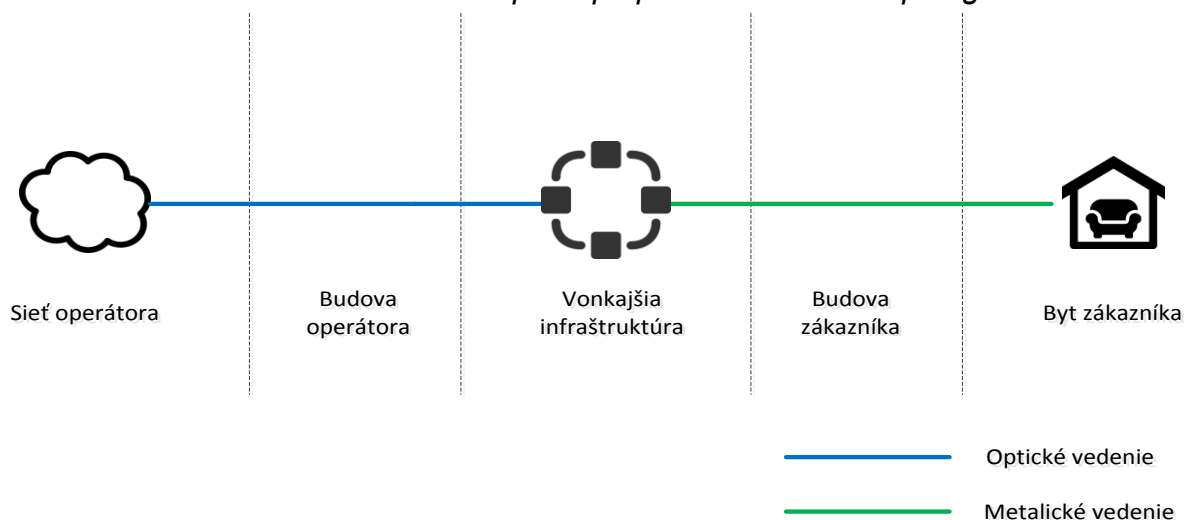 Sieť operátora
Budova
operátora
Vonkajšia
infraštruktúra
Budova
zákazníka
Byt zákazníka
Optické vedenie
Metalické vedenie